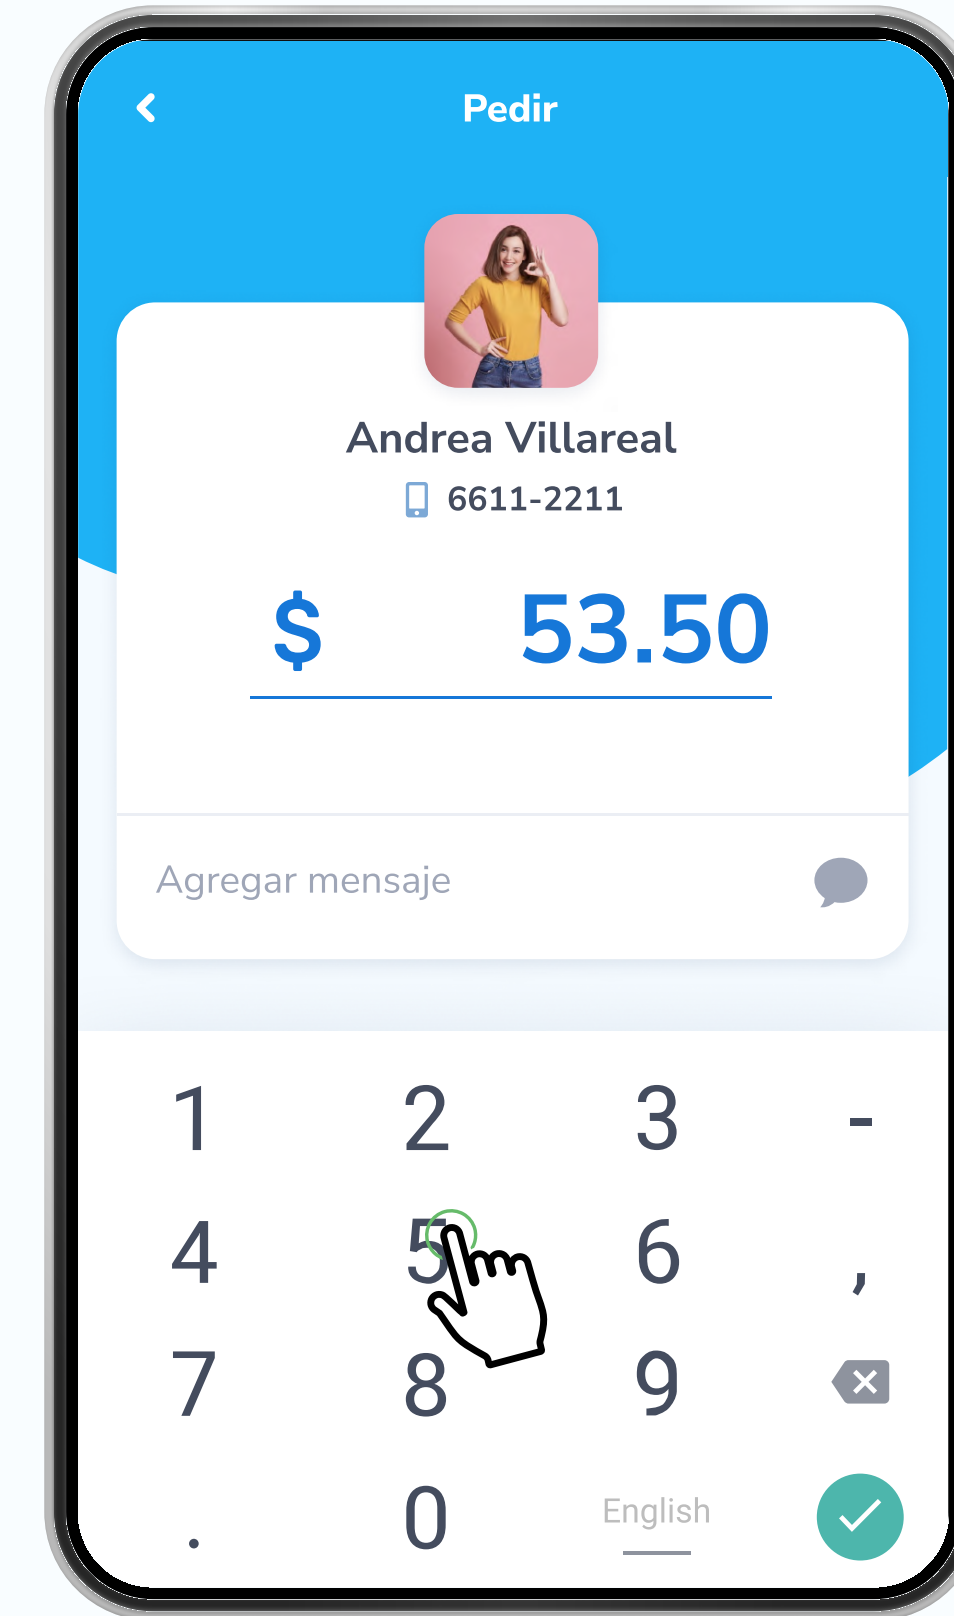 Pedir
Andrea Villareal
6611-2211
$ 53.50
Agregar mensaje
1 2 3 -
4 5 6 ,
7 8 9
. 0 English